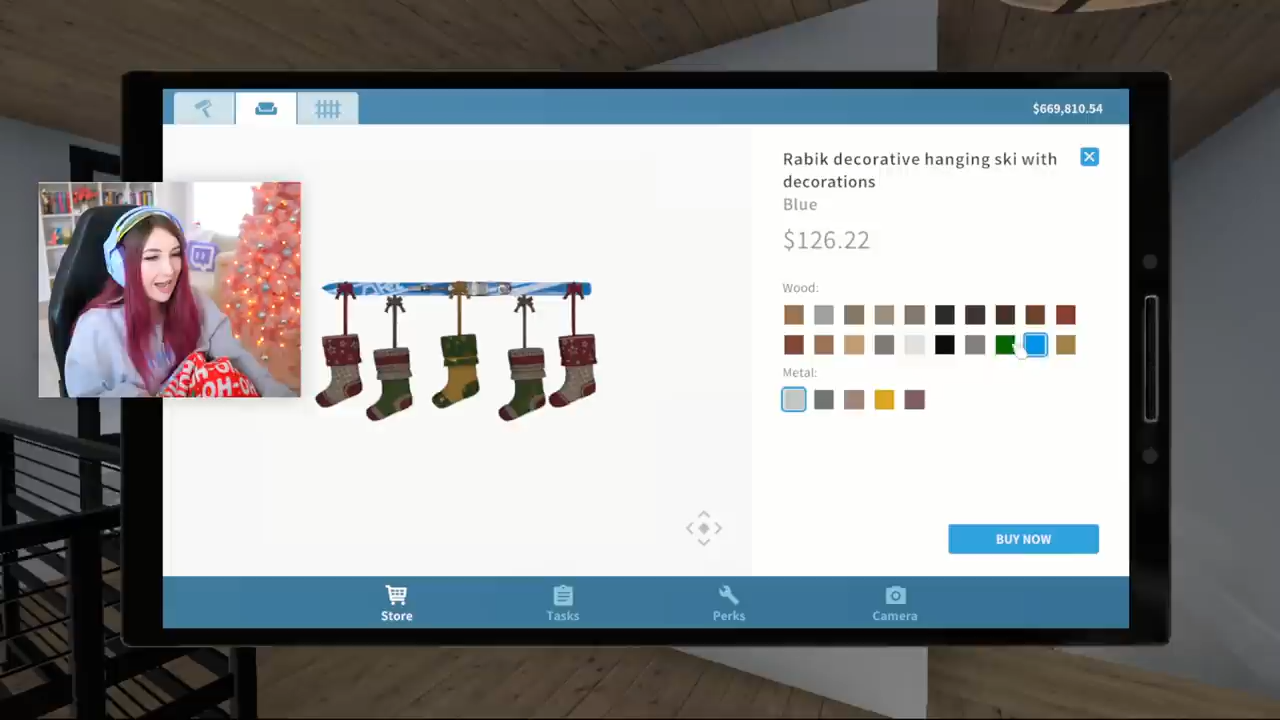 $669,810.54
Rabik decorative hanging ski with
decorations
Blue
$126.22
Wood:
Metal:
BUY NOW
Store
Tasks
Perks
Camera